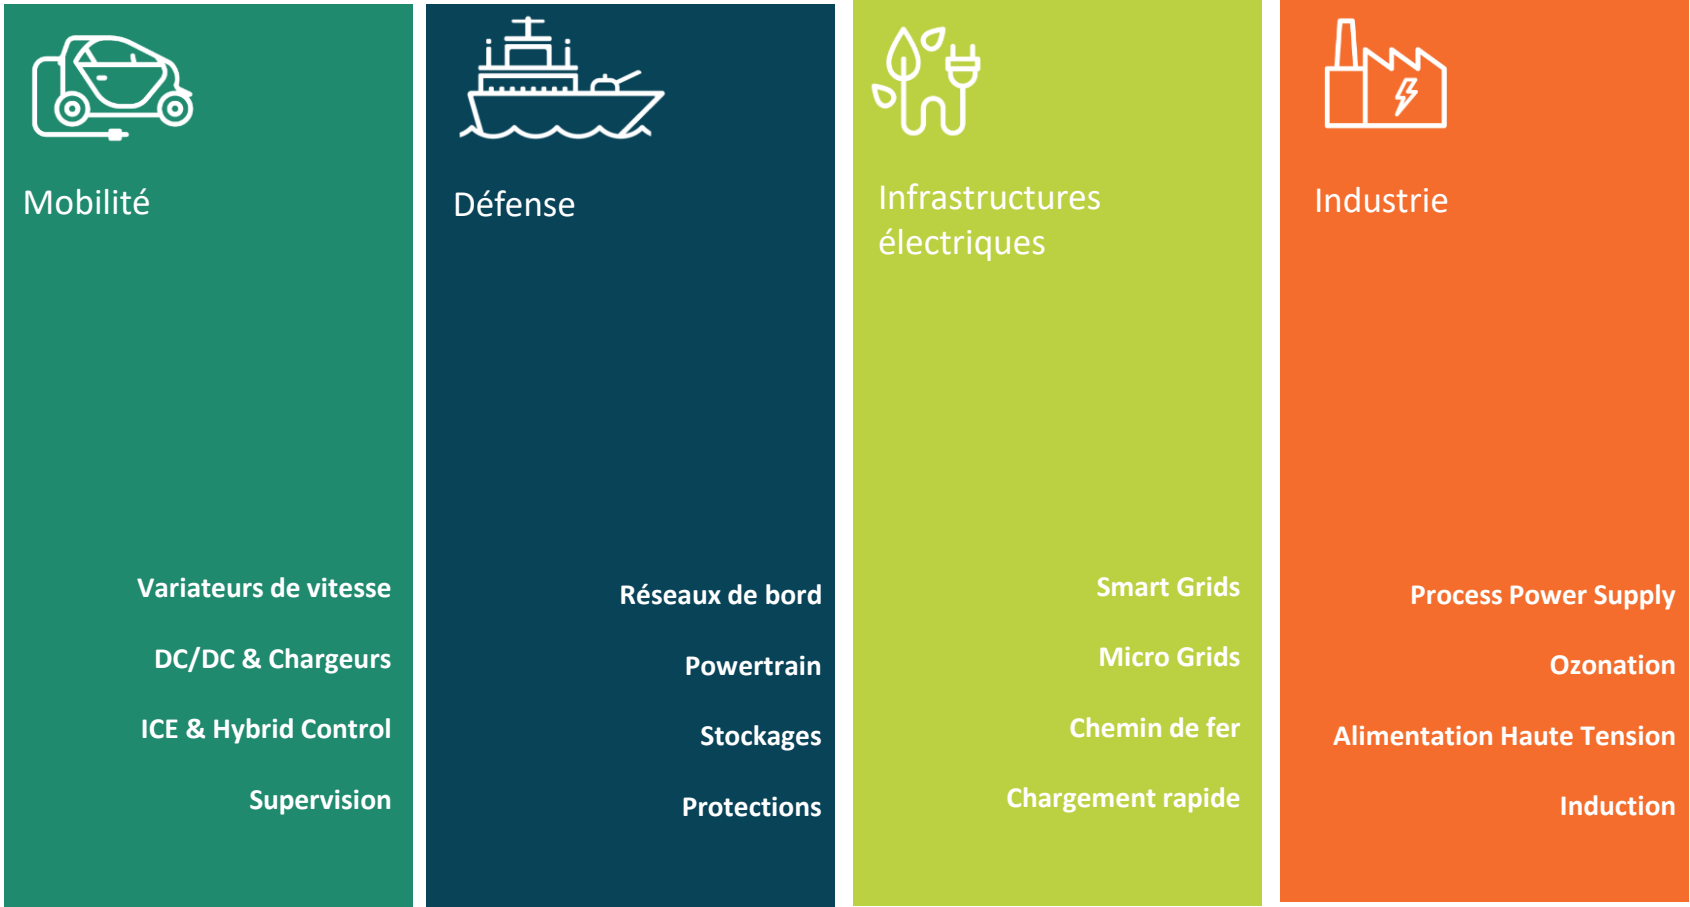 Mobilité
Variateurs de vitesse
DC/DC & Chargeurs
ICE & Hybrid Control
Supervision
Défense
Réseaux de bord
Powertrain
Stockages
Protections
Infrastructures
électriques
Smart Grids
Micro Grids
Chemin de fer
Chargement rapide
Industrie
Process Power Supply
Ozonation
Alimentation Haute Tension
Induction